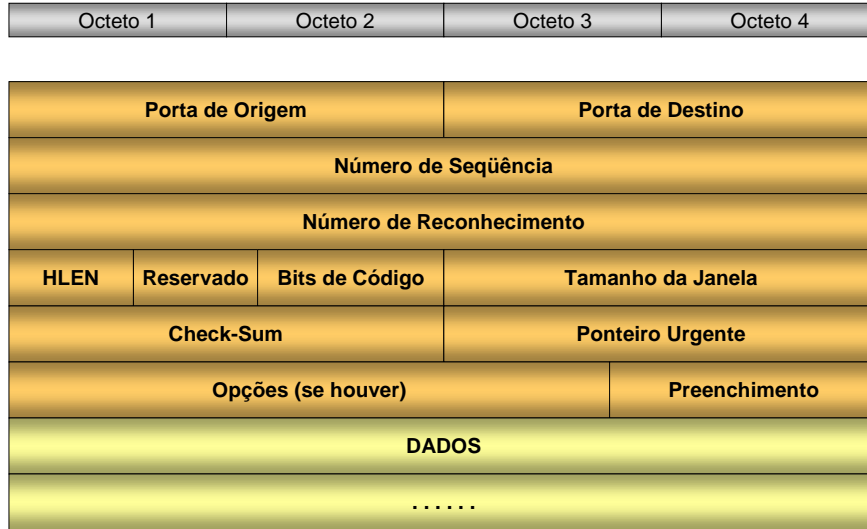 Octeto 1 Octeto 2 Octeto 3 Octeto 4
Porta de Origem Porta de Destino
Número de Seqüência
Número de Reconhecimento
HLEN Reservado Bits de Código Tamanho da Janela
Check-Sum Ponteiro Urgente
Opções (se houver) Preenchimento
DADOS
. . . . . .